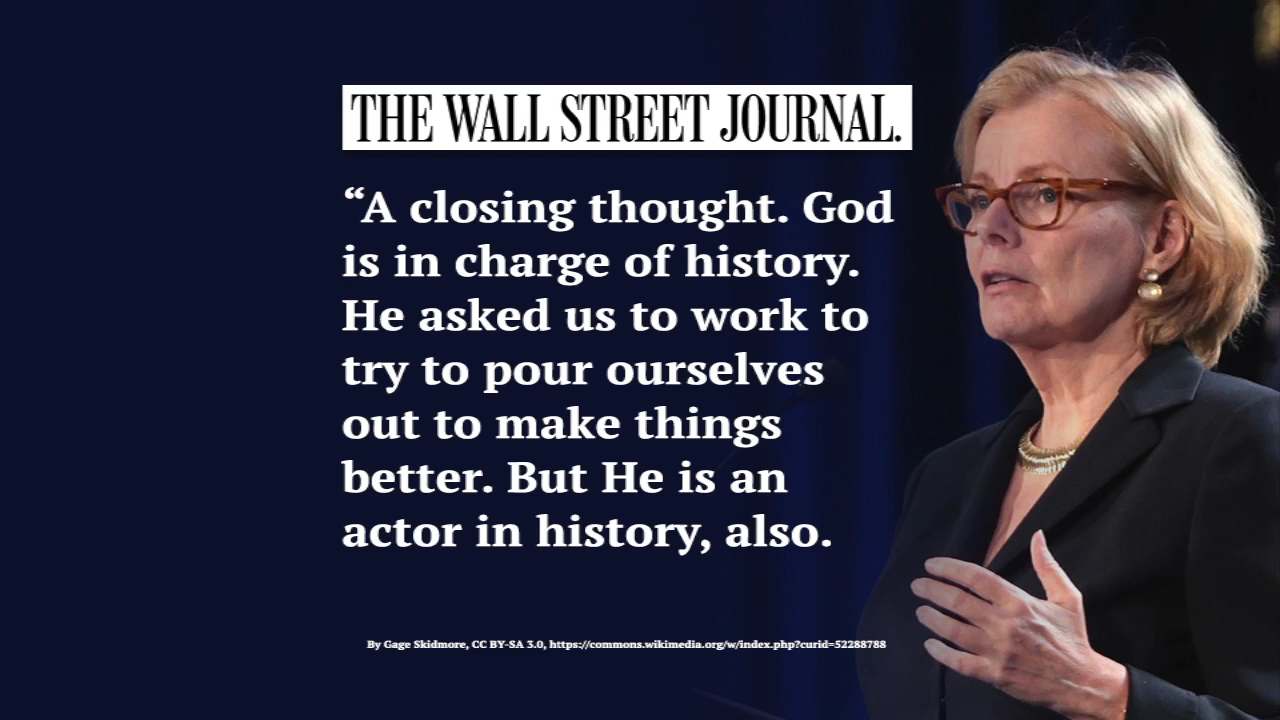 THE WALL STREET JOURNAL.
“A closing thought. God
is in charge of history.
He asked us to work to
try to pour ourselves
out to make things
better. But He is an
actor in history, also.
By Gage Skidmore, CC BY-SA 3.0, https://commons.wikimedia.org/w/index.php?curid=52288788